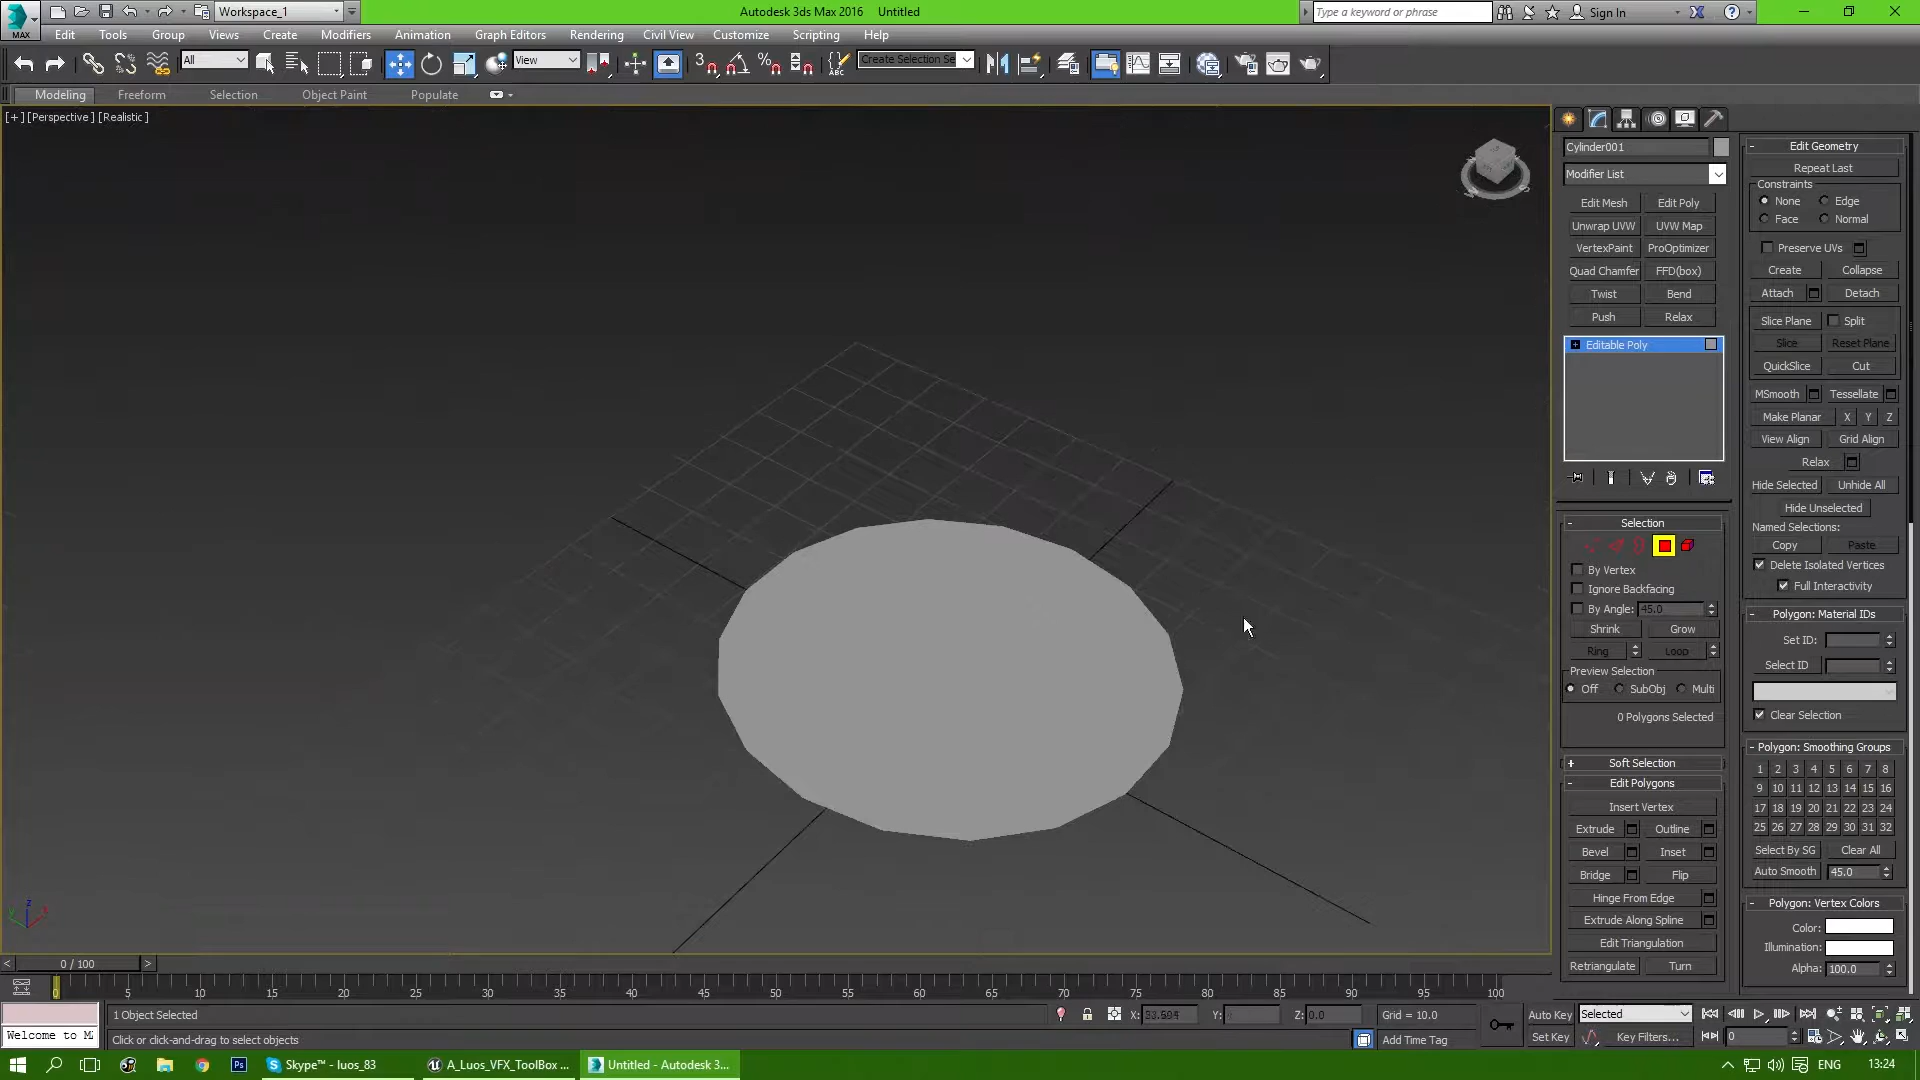 Workspace_1
Autodesk 3ds Max 2016 Untitled
Type a keyword or phrase
Sign In
MAX
Edit Tools Group Views Create Modifiers Animation Graph Editors Rendering Civil View Customize Scripting Help
All
View
3
ABC
Create Selection Se
Modeling Freeform Selection Object Paint Populate
[+] [Perspective] [Realistic]
Cylinder001
Modifier List
Edit Mesh Edit Poly
Unwrap UVW UVW Map
VertexPaint ProOptimizer
Quad Chamfer FFD(box)
Twist Bend
Push Relax
Editable Poly
- Selection
By Vertex
Ignore Backfacing
By Angle: 45.0
Shrink Grow
Ring Loop
Preview Selection
Off SubObj Multi
0 Polygons Selected
+ Soft Selection
- Edit Polygons
Insert Vertex
Extrude Outline
Bevel Inset
Bridge Flip
Hinge From Edge
Extrude Along Spline
Edit Triangulation
Retriangulate Turn
- Edit Geometry
Repeat Last
Constraints
None Edge
Face Normal
Preserve UVs
Create Collapse
Attach Detach
Slice Plane Split
Slice Reset Plane
QuickSlice Cut
MSmooth Tessellate
Make Planar X Y Z
View Align Grid Align
Relax
Hide Selected Unhide All
Hide Unselected
Named Selections:
Copy Paste
Delete Isolated Vertices
Full Interactivity
- Polygon: Material IDs
Set ID:
Select ID
Clear Selection
- Polygon: Smoothing Groups
1 2 3 4 5 6 7 8
9 10 11 12 13 14 15 16
17 18 19 20 21 22 23 24
25 26 27 28 29 30 31 32
Select By SG Clear All
Auto Smooth 45.0
- Polygon: Vertex Colors
Color:
Illumination:
Alpha: 100.0
z
y x
< 0 / 100 >
0 5 10 15 20 25 30 35 40 45 50 55 60 65 70 75 80 85 90 95 100
1 Object Selected
X: 33.594 Y: Z: 0.0 Grid = 10.0
Auto Key Selected
Welcome to M
Click or click-and-drag to select objects
Add Time Tag
Set Key Key Filters...
0
Skype™ - luos_83
A_Luos_VFX_ToolBox ...
Untitled - Autodesk 3...
ENG
13:24